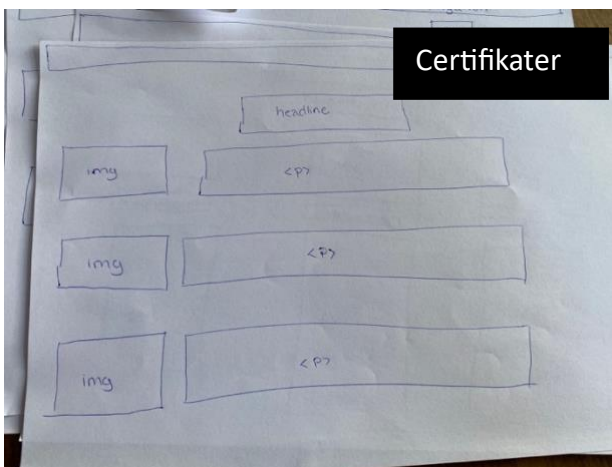 Certifikater
headline
img
<p>
img
<p>
img
<p>